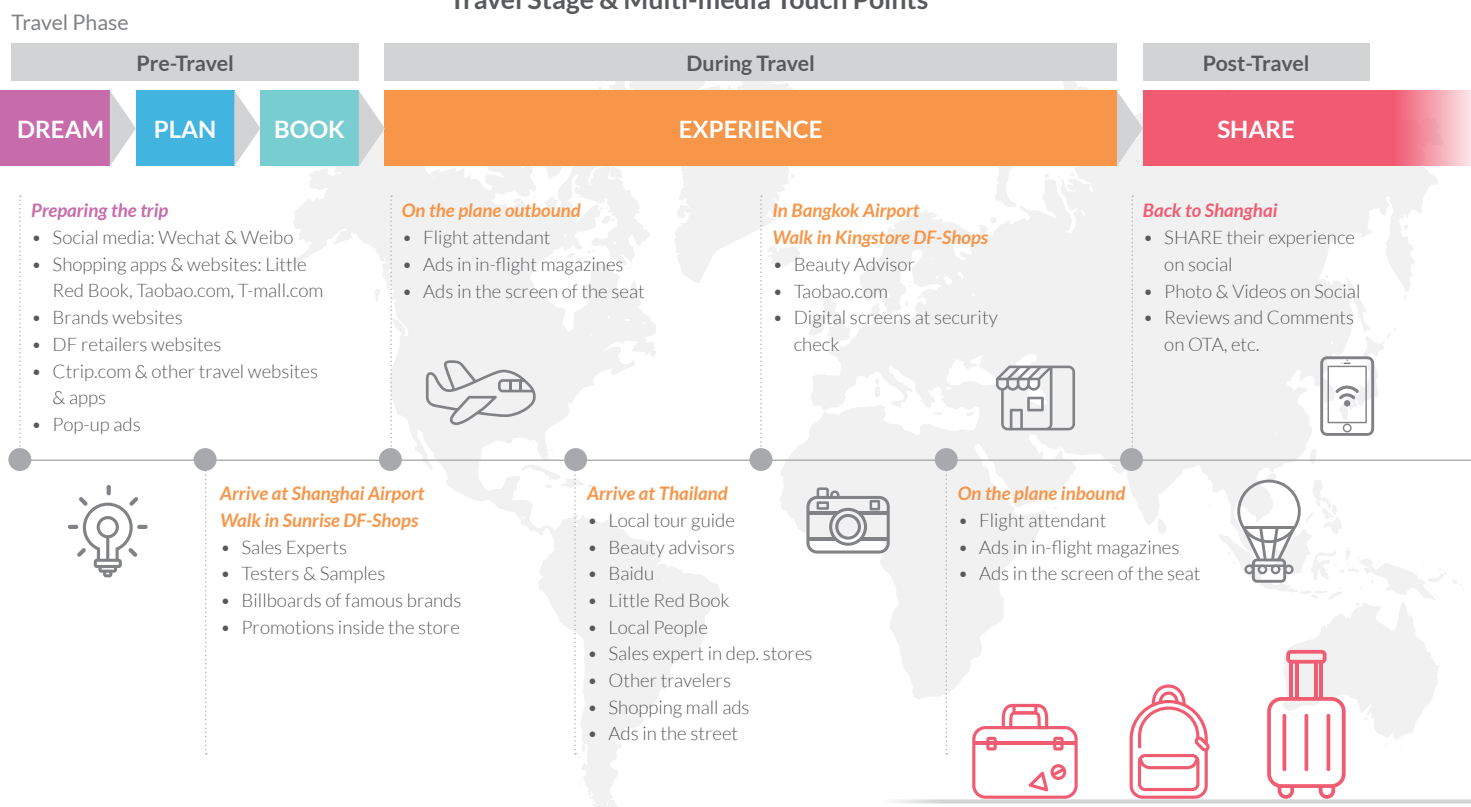 Travel Stage & Multi-media Touch Points
Travel Phase
Pre-Travel
During Travel
Post-Travel
DREAM
PLAN
BOOK
EXPERIENCE
SHARE
Preparing the trip
• Social media: Wechat & Weibo
• Shopping apps & websites: Little
Red Book, Taobao.com, T-mall.com
• Brands websites
• DF retailers websites
• Ctrip.com & other travel websites
& apps
• Pop-up ads
On the plane outbound
• Flight attendant
• Ads in in-flight magazines
• Ads in the screen of the seat
In Bangkok Airport
Walk in Kingstore DF-Shops
• Beauty Advisor
• Taobao.com
• Digital screens at security
check
Back to Shanghai
• SHARE their experience
on social
• Photo & Videos on Social
• Reviews and Comments
on OTA, etc.
Arrive at Shanghai Airport
Walk in Sunrise DF-Shops
• Sales Experts
• Testers & Samples
• Billboards of famous brands
• Promotions inside the store
Arrive at Thailand
• Local tour guide
• Beauty advisors
• Baidu
• Little Red Book
• Local People
• Sales expert in dep. stores
• Other travelers
• Shopping mall ads
• Ads in the street
On the plane inbound
• Flight attendant
• Ads in in-flight magazines
• Ads in the screen of the seat